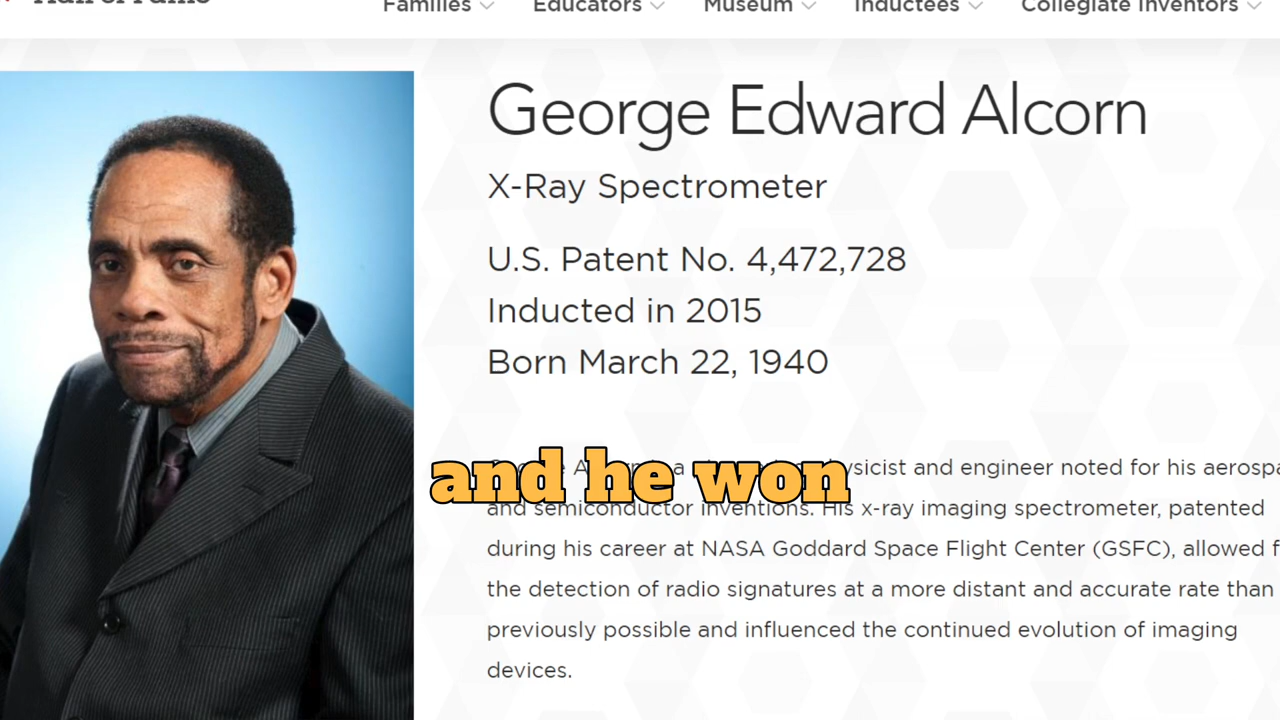 Hall of Fame
Families Educators Museum Inductees Collegiate Inventors
George Edward Alcorn
X-Ray Spectrometer
U.S. Patent No. 4,472,728
Inducted in 2015
Born March 22, 1940
and he won
a physicist and engineer noted for his
and semiconductor inventions. His x-ray imaging spectrometer, patented
during his career at NASA Goddard Space Flight Center (GSFC), allowed
the detection of radio signatures at a more distant and accurate rate than
previously possible and influenced the continued evolution of imaging
devices.